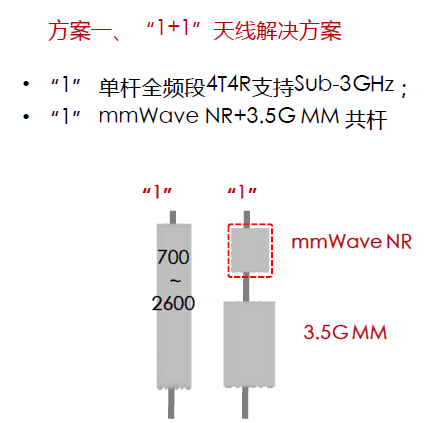 方案一、“1+1”天线解决方案
• “1” 单杆全频段4T4R支持Sub-3GHz；
• “1” mmWave NR+3.5G MM 共杆
“1” “1”
mmWave NR
700
~
2600
3.5G MM